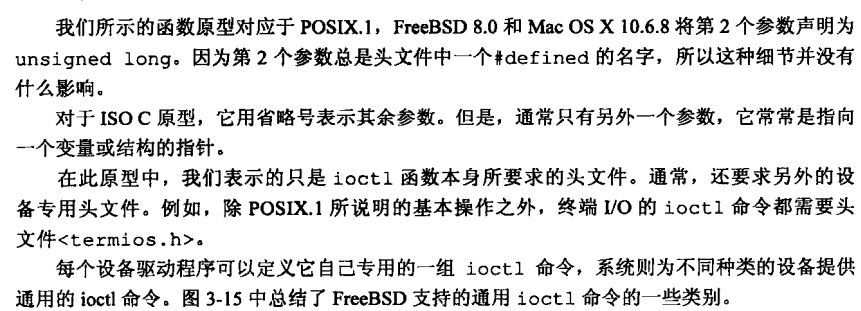 我们所示的函数原型对应于 POSIX.1，FreeBSD 8.0 和 Mac OS X 10.6.8 将第 2 个参数声明为
unsigned long。因为第 2 个参数总是头文件中一个#defined 的名字，所以这种细节并没有
什么影响。
对于 ISO C 原型，它用省略号表示其余参数。但是，通常只有另外一个参数，它常常是指向
一个变量或结构的指针。
在此原型中，我们表示的只是 ioctl 函数本身所要求的头文件。通常，还要求另外的设
备专用头文件。例如，除 POSIX.1 所说明的基本操作之外，终端 I/O 的 ioctl 命令都需要头
文件<termios.h>。
每个设备驱动程序可以定义它自己专用的一组 ioctl 命令，系统则为不同种类的设备提供
通用的 ioctl 命令。图 3-15 中总结了 FreeBSD 支持的通用 ioctl 命令的一些类别。